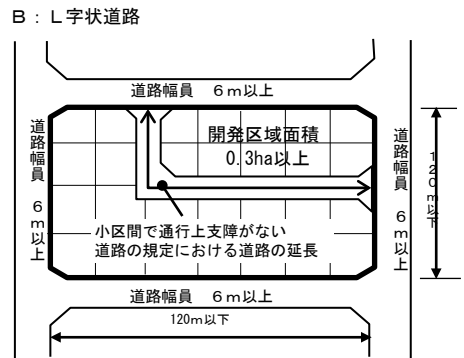 B : L字状道路
道路幅員 6m以上
道路幅員 6m以上
開発区域面積
0.3ha以上
道路幅員 6m以上
120m以下
小区間で通行上支障がない
道路の規定における道路の延長
道路幅員 6m以上
120m以下